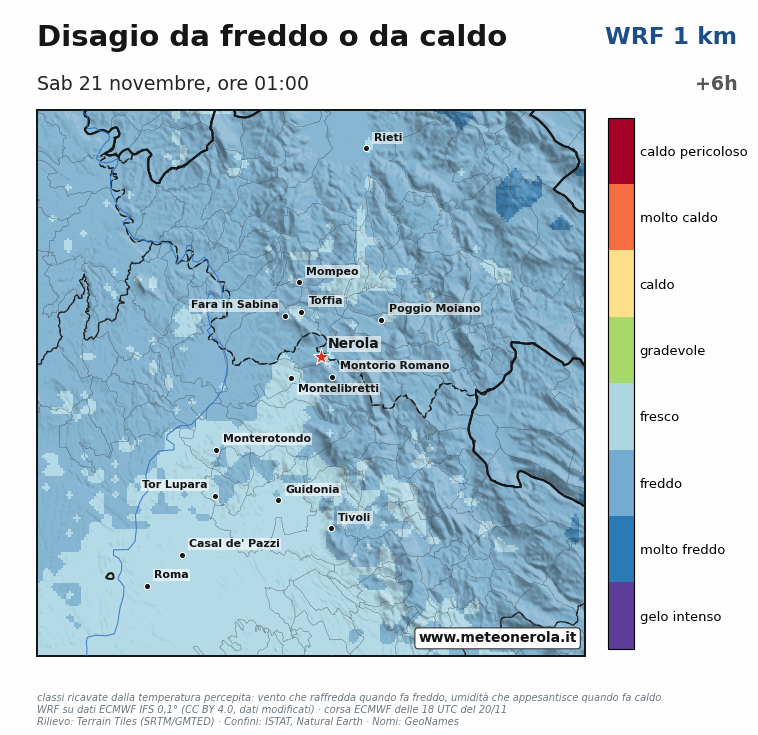 Disagio da freddo o da caldo
WRF 1 km
Sab 21 novembre, ore 01:00
+6h
Rieti
Mompeo
Toffia
Fara in Sabina
Poggio Moiano
Nerola
Montorio Romano
Montelibretti
Monterotondo
Tor Lupara
Guidonia
Tivoli
Casal de' Pazzi
Roma
www.meteonerola.it
caldo pericoloso
molto caldo
caldo
gradevole
fresco
freddo
molto freddo
gelo intenso
classi ricavate dalla temperatura percepita: vento che raffredda quando fa freddo, umidità che appesantisce quando fa caldo
WRF su dati ECMWF IFS 0,1° (CC BY 4.0, dati modificati) · corsa ECMWF delle 18 UTC del 20/11
Rilievo: Terrain Tiles (SRTM/GMTED) · Confini: ISTAT, Natural Earth · Nomi: GeoNames